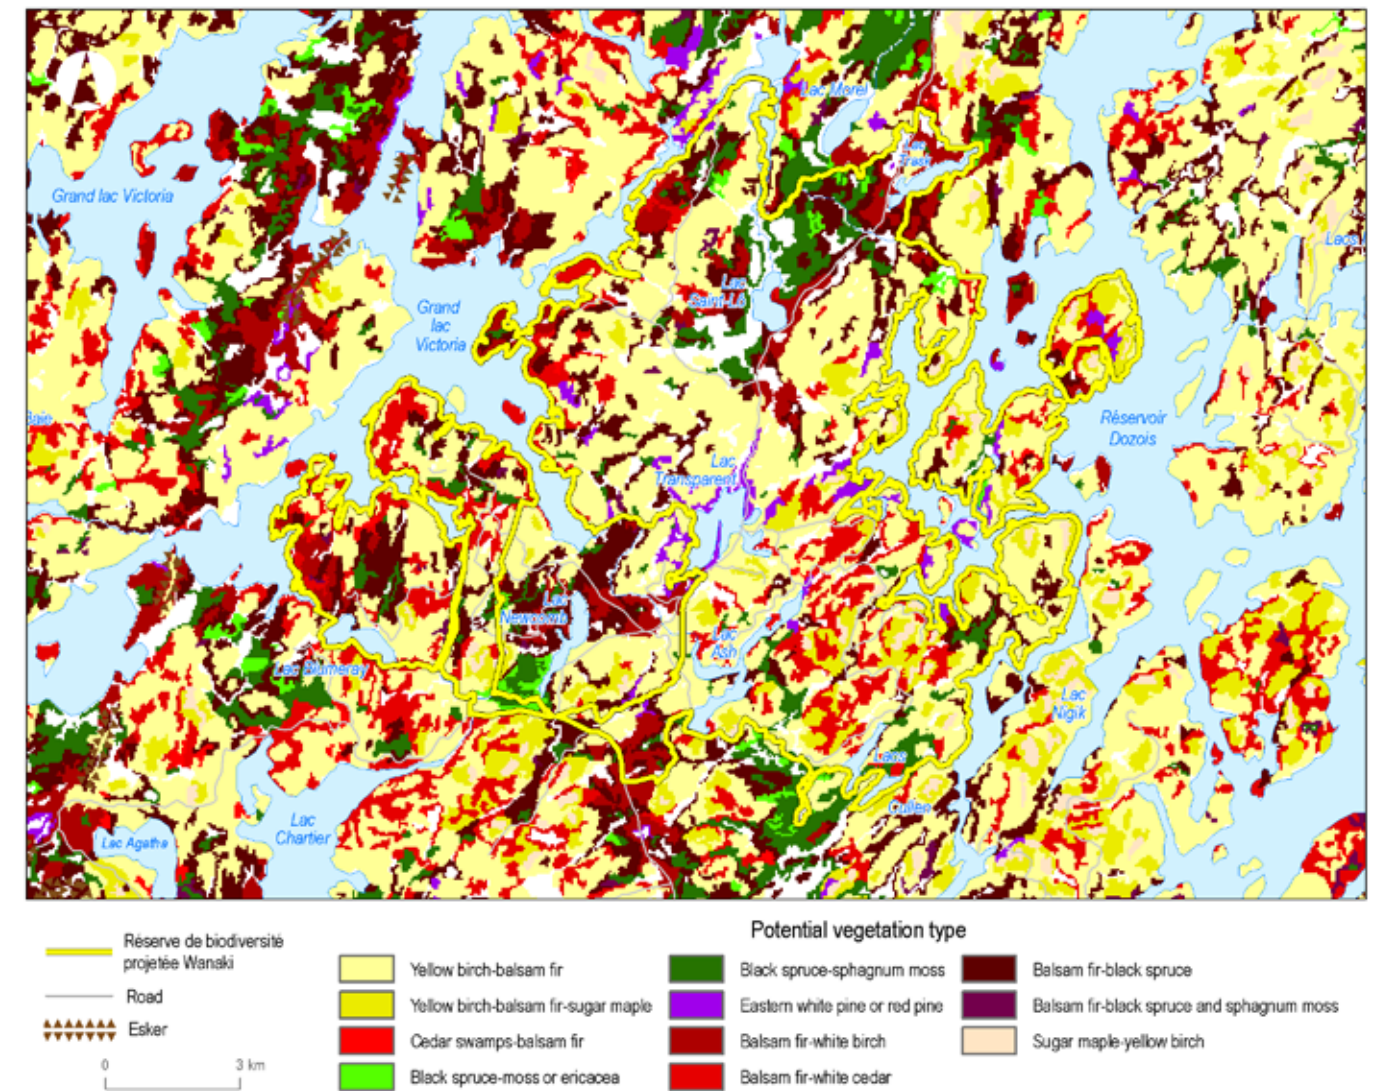 Lac Morel
Lac
Trask
Grand lac Victoria
Lacs
Lac
Saint-Lô
Grand
lac
Victoria
Baie
Réservoir
Dozois
Lac
Transparent
Newcomb
Lac
Ash
Lac
Nigik
Lacs
Cullen
Lac
Chartier
Lac Agathe
Réserve de biodiversité
projetée Wanaki
Road
Esker
0 3 km
Potential vegetation type
Yellow birch-balsam fir
Yellow birch-balsam fir-sugar maple
Cedar swamps-balsam fir
Black spruce-moss or ericacea
Black spruce-sphagnum moss
Eastern white pine or red pine
Balsam fir-white birch
Balsam fir-white cedar
Balsam fir-black spruce
Balsam fir-black spruce and sphagnum moss
Sugar maple-yellow birch